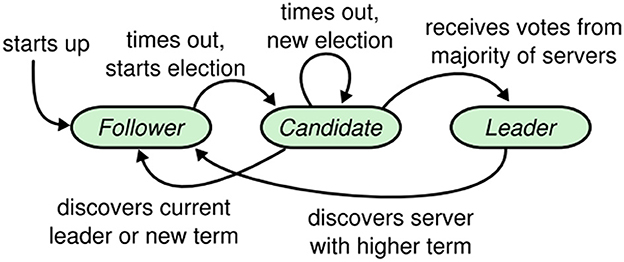 starts up
times out,
starts election
times out,
new election
receives votes from
majority of servers
Follower
Candidate
Leader
discovers current
leader or new term
discovers server
with higher term